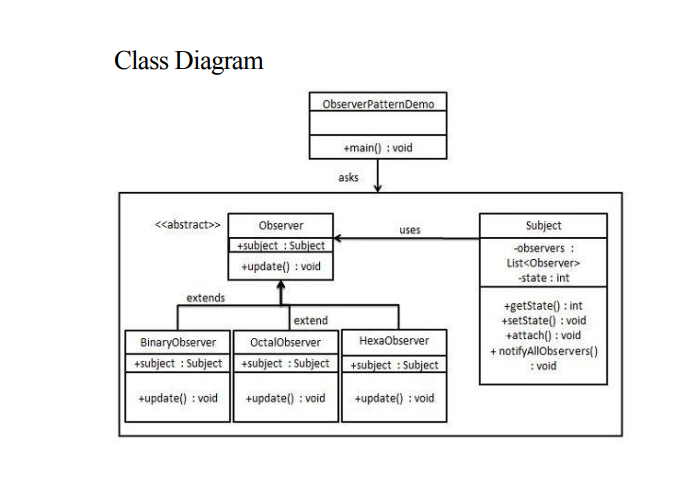 Class Diagram
ObserverPatternDemo
+main() : void
asks
<<abstract>>
Observer
+subject : Subject
+update() : void
uses
Subject
-observers :
List<Observer>
-state : int
+getState() : int
+setState() : void
+attach() : void
+ notifyAllObservers()
: void
extends
extend
BinaryObserver
+subject : Subject
+update() : void
OctalObserver
+subject : Subject
+update() : void
HexaObserver
+subject : Subject
+update() : void